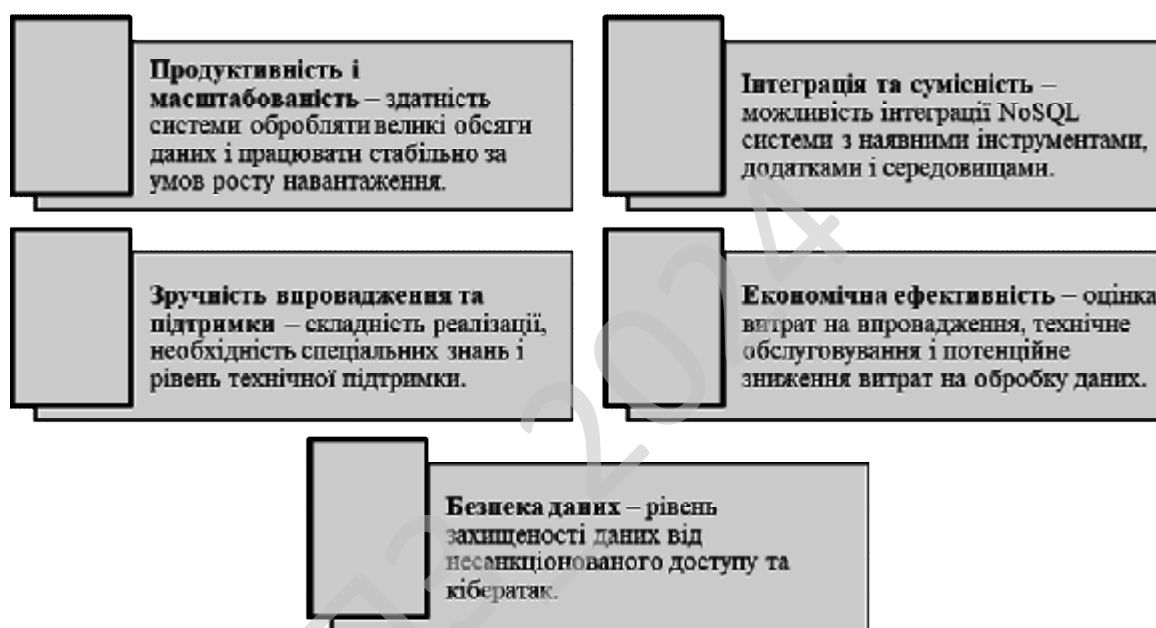 Продуктивність і
масштабованість – здатність
системи обробляти великі обсяги
даних і працювати стабільно за
умов росту навантаження.
Інтеграція та сумісність –
можливість інтеграції NoSQL
системи з наявними інструментами,
додатками і середовищами.
Зручність впровадження та
підтримки – складність реалізації,
необхідність спеціальних знань і
рівень технічної підтримки.
Економічна ефективність – оцінка
витрат на впровадження, технічне
обслуговування і потенційне
зниження витрат на обробку даних.
Безпека даних – рівень
захищеності даних від
несанкціонованого доступу та
кібератак.
2024